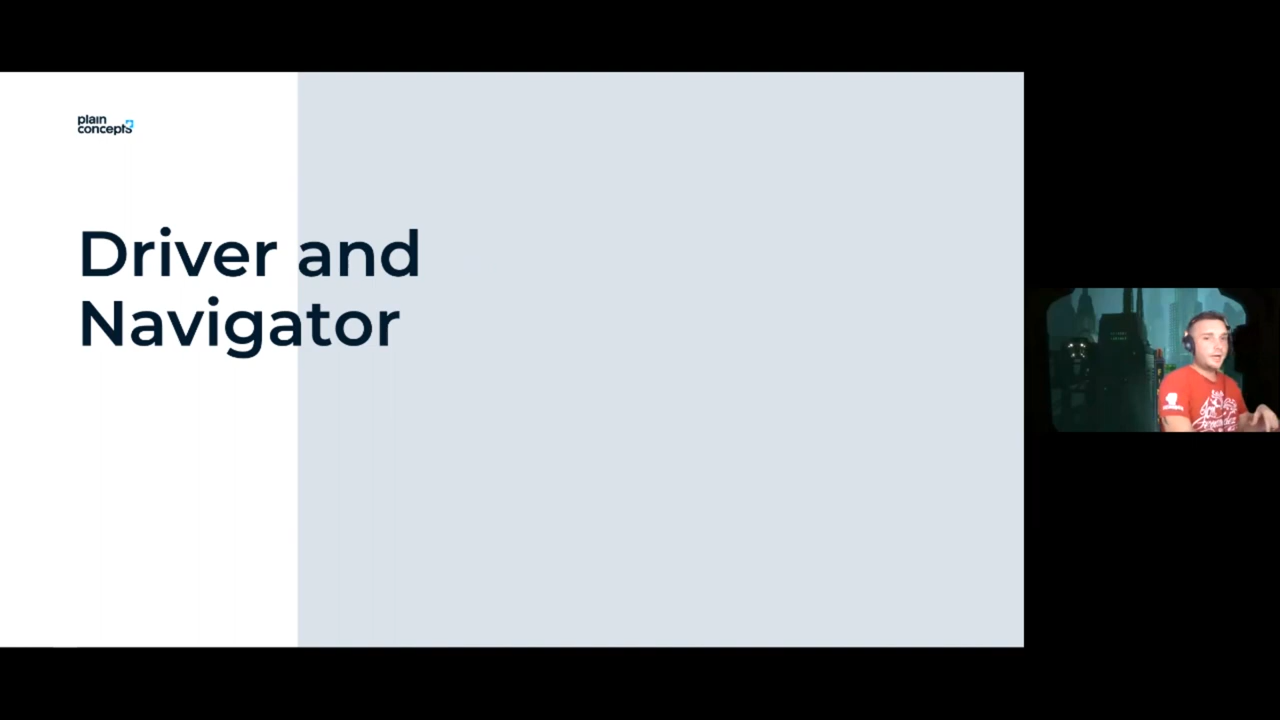 plain
concepts
Driver and
Navigator